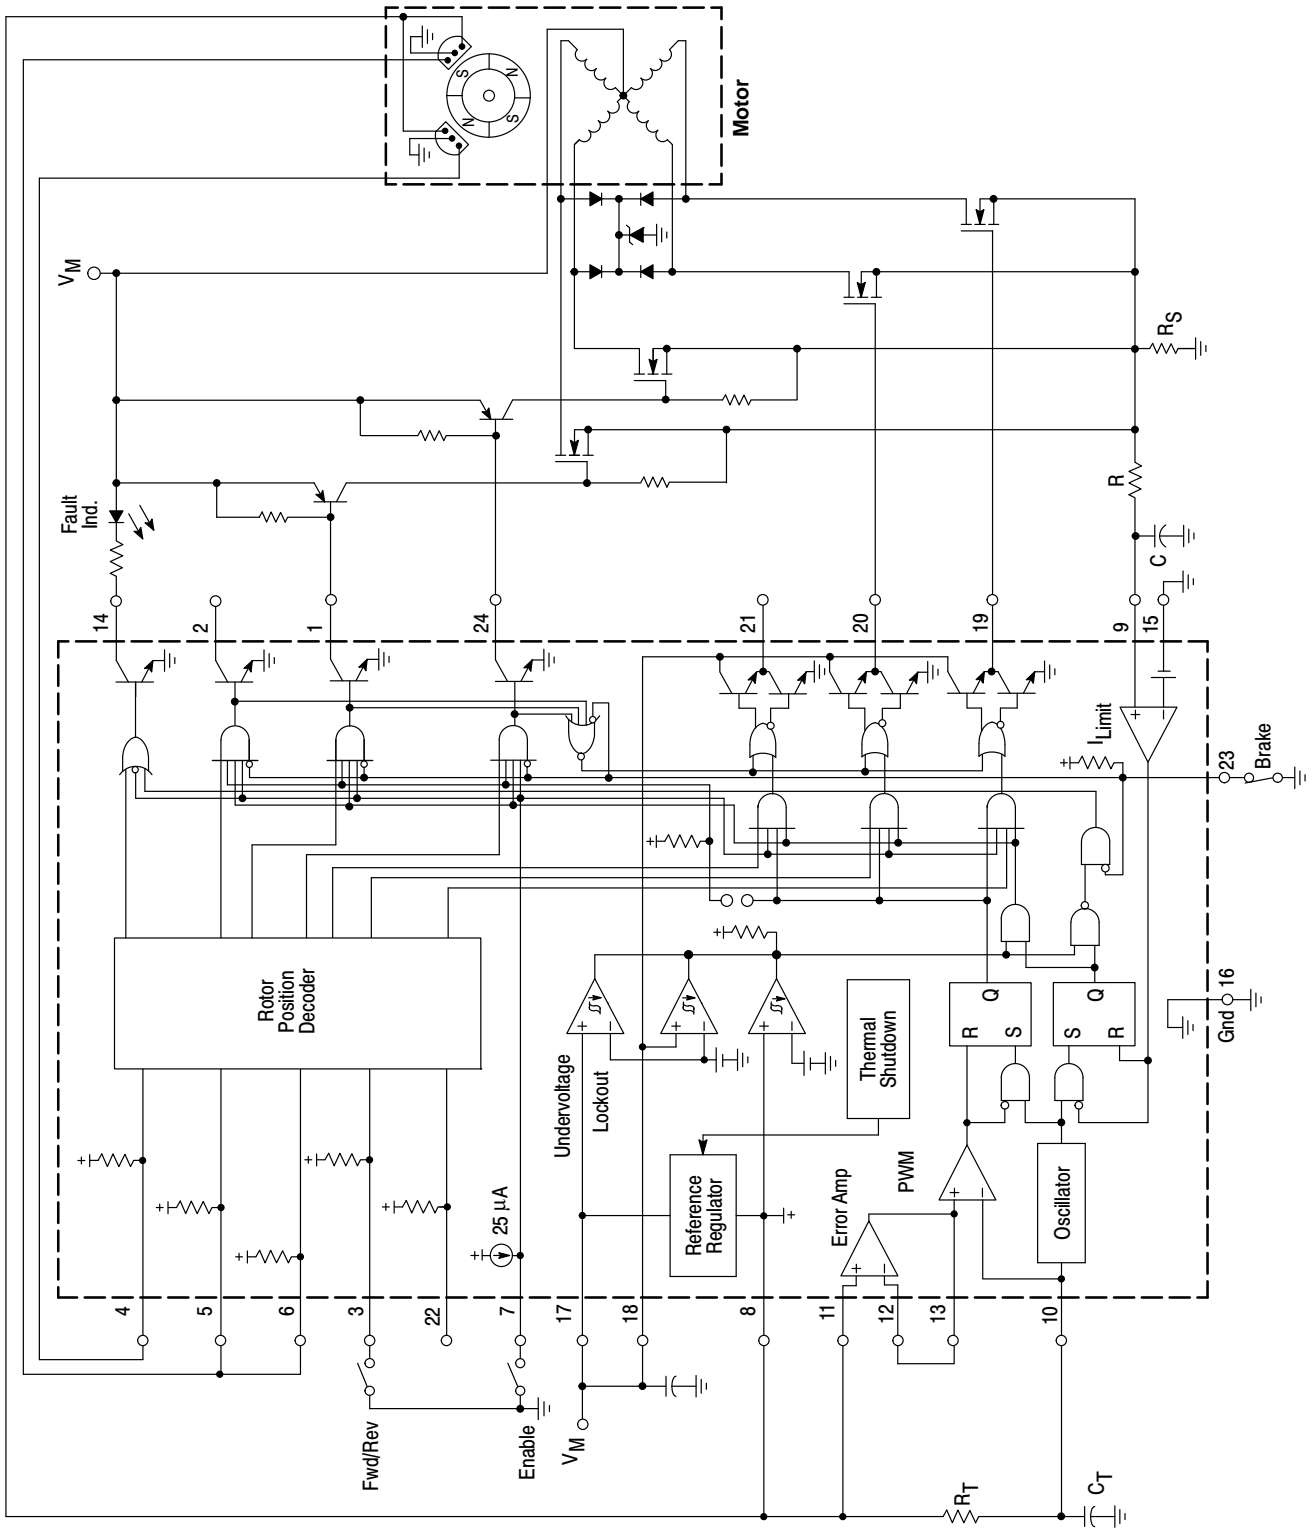 Motor
N
S
S
N
VM
Fault
Ind.
RS
R
C
14
2
1
24
21
20
19
9
15
ILimit
23
Brake
Rotor
Position
Decoder
Undervoltage
Lockout
Thermal
Shutdown
Reference
Regulator
Error Amp
PWM
Oscillator
R
Q
S
S
Q
R
Gnd 16
25 µA
4
5
6
3
22
7
17
18
8
11
12
13
10
Fwd/Rev
Enable
VM
RT
CT